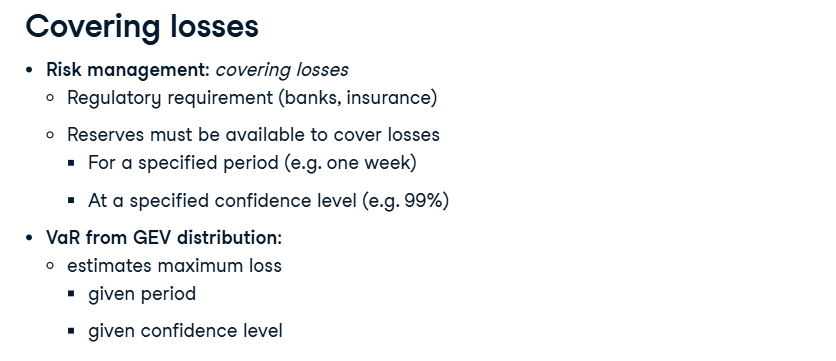 Covering losses
• Risk management: covering losses
○ Regulatory requirement (banks, insurance)
○ Reserves must be available to cover losses
▪ For a specified period (e.g. one week)
▪ At a specified confidence level (e.g. 99%)
• VaR from GEV distribution:
○ estimates maximum loss
▪ given period
▪ given confidence level